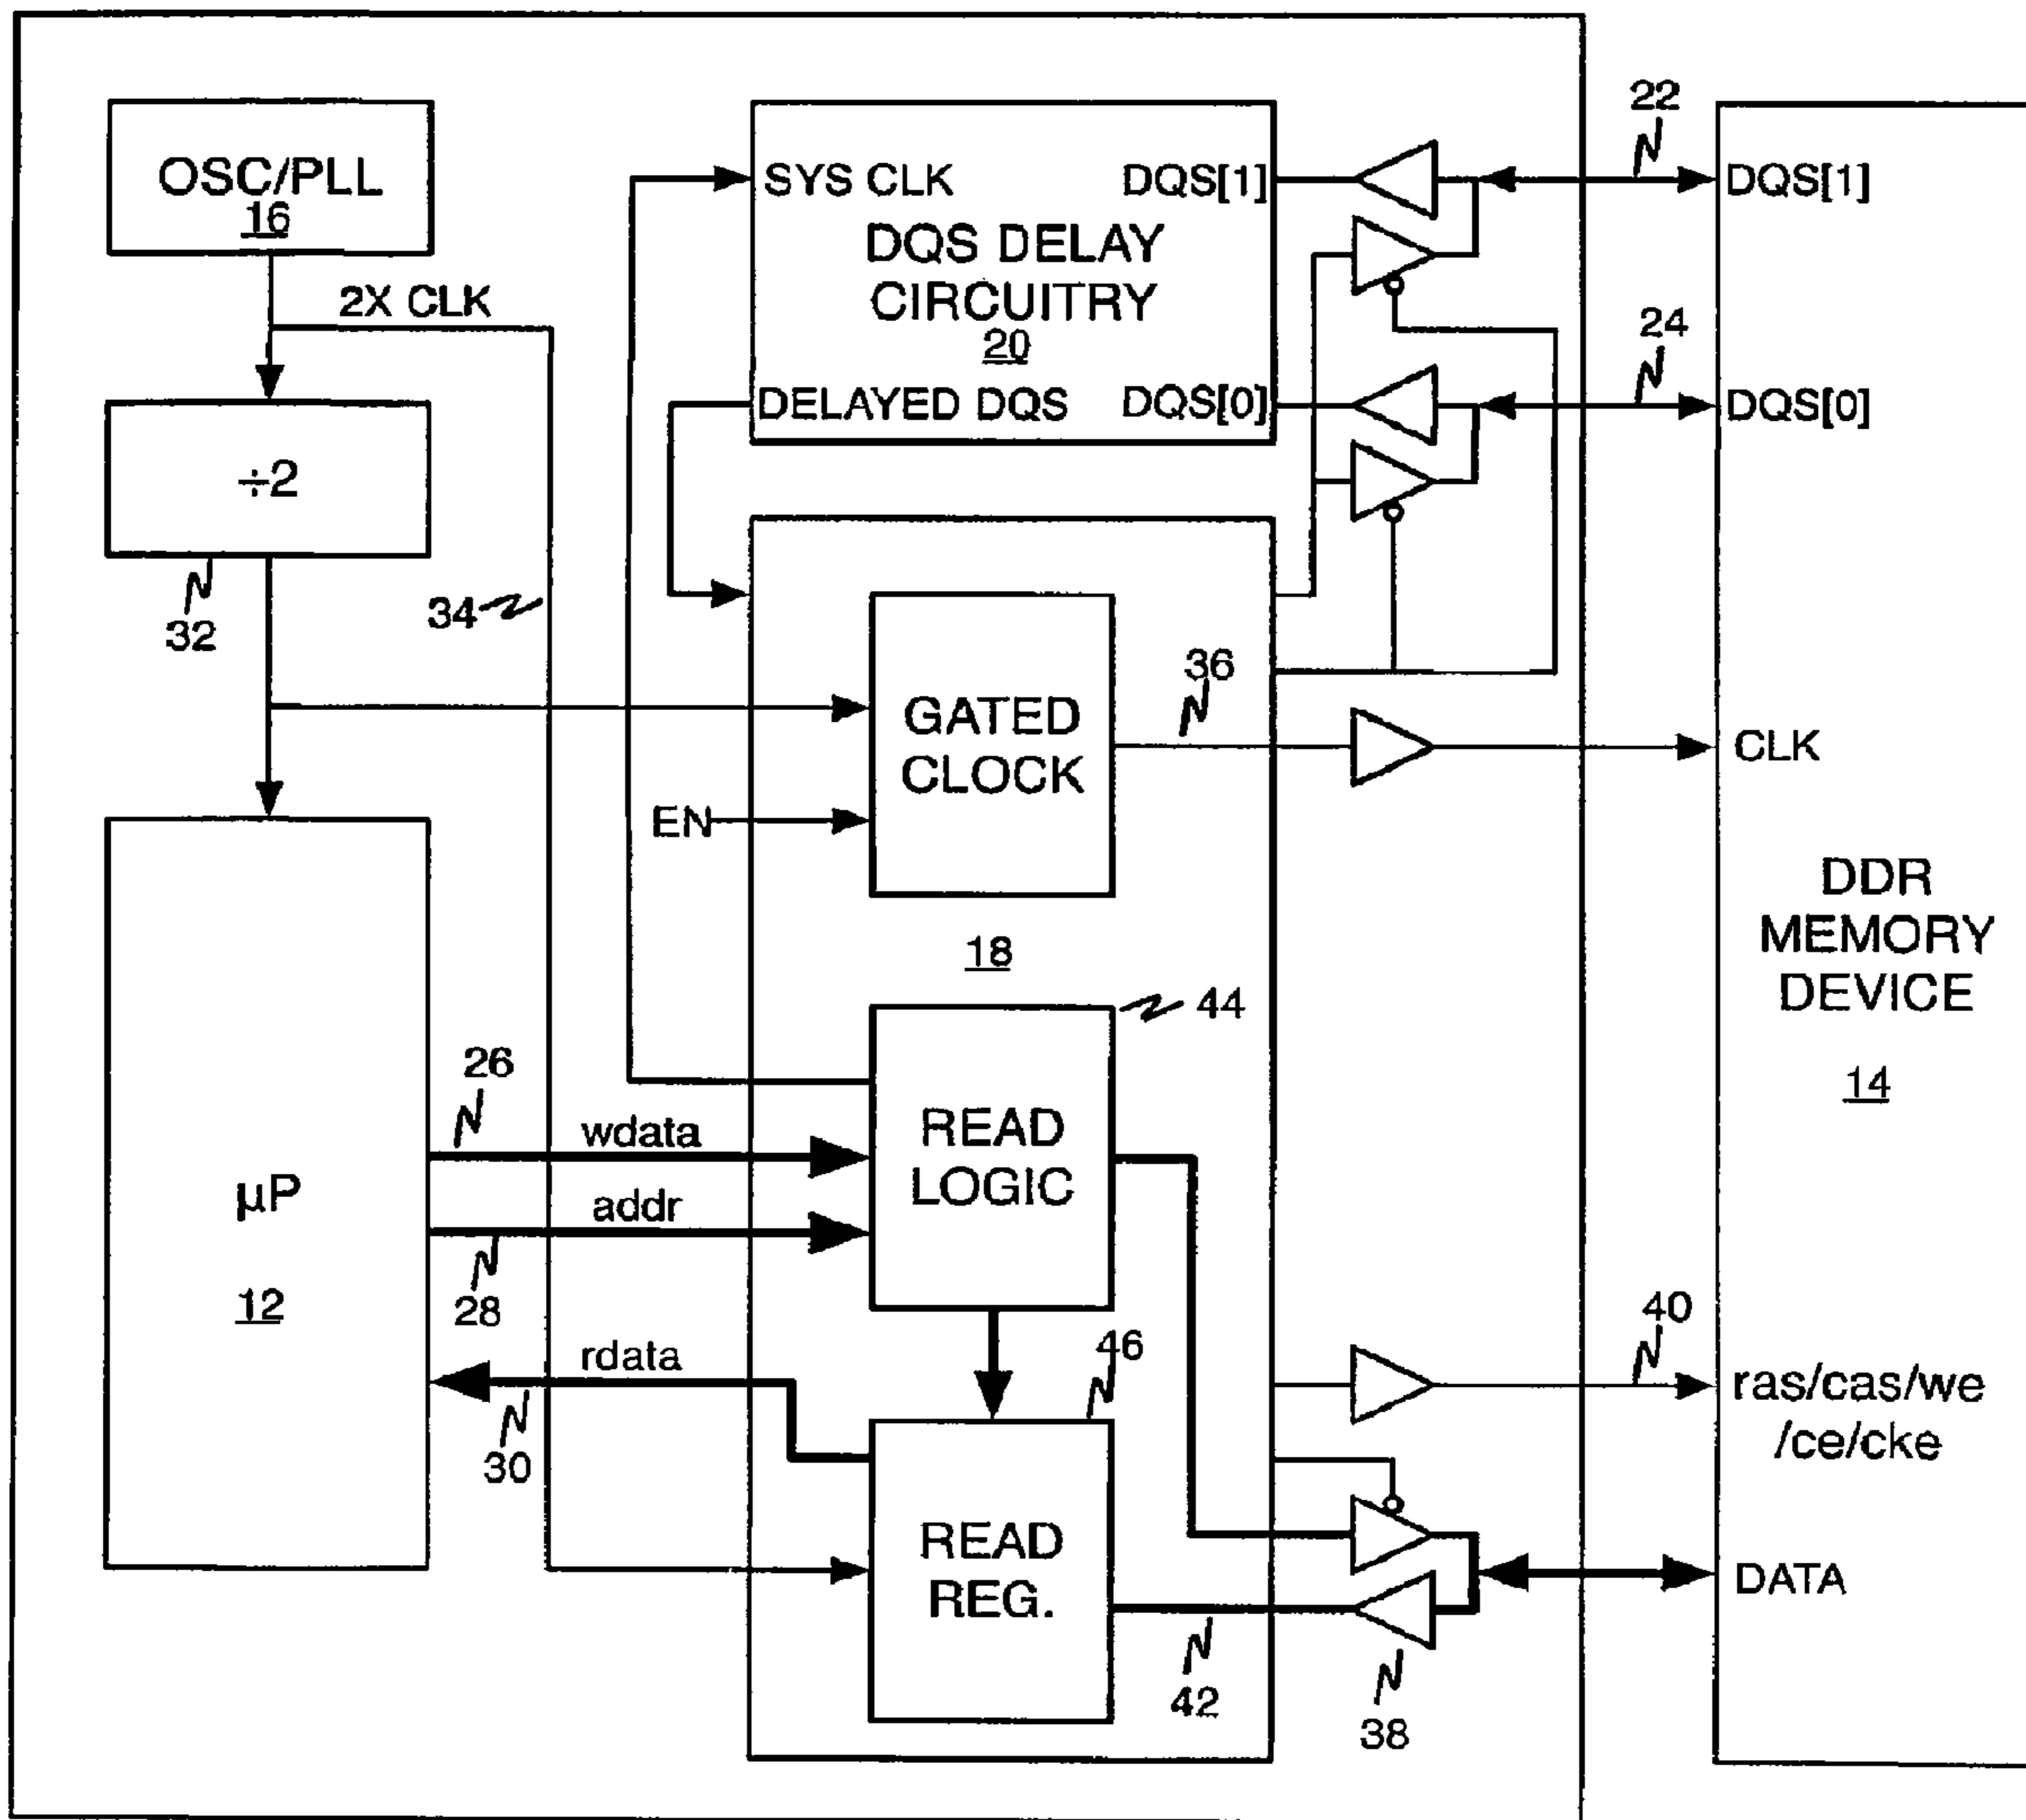 OSC/PLL
16
2X CLK
÷2
32
34
SYS CLK
DQS[1]
DQS DELAY
CIRCUITRY
20
DELAYED DQS
DQS[0]
22
DQS[1]
24
DQS[0]
GATED
CLOCK
EN
36
CLK
18
DDR
MEMORY
DEVICE
14
44
READ
LOGIC
26
wdata
addr
28
µP
12
rdata
30
46
READ
REG.
42
38
40
ras/cas/we
/ce/cke
DATA